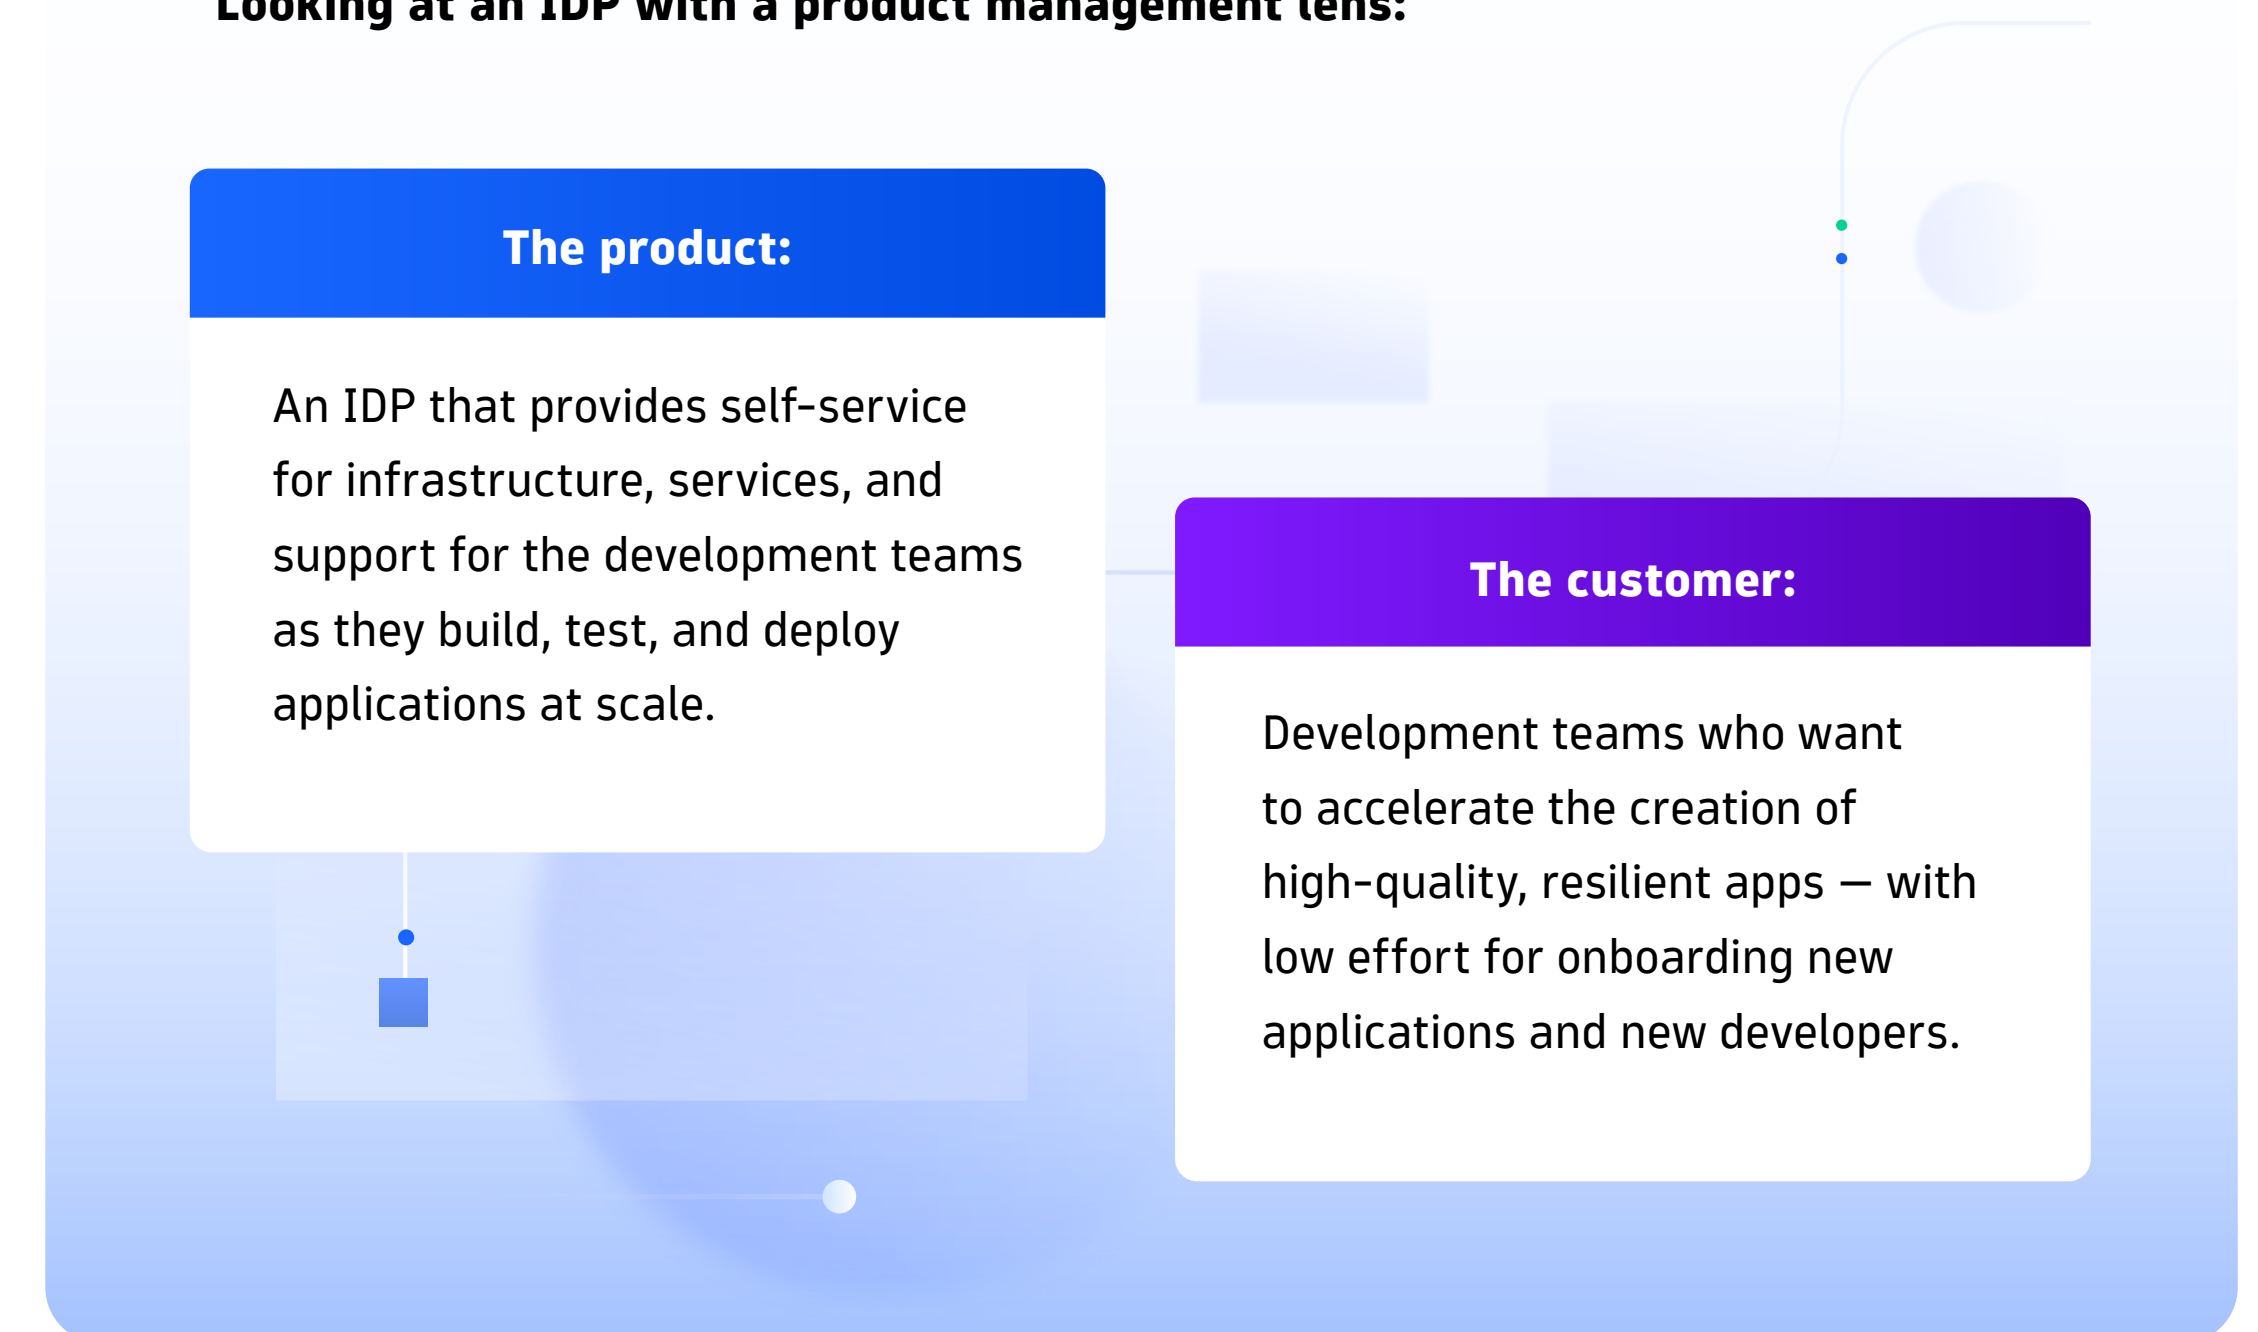 Looking at an IDP with a product management lens:
The product:
An IDP that provides self-service
for infrastructure, services, and
support for the development teams
as they build, test, and deploy
applications at scale.
The customer:
Development teams who want
to accelerate the creation of
high-quality, resilient apps — with
low effort for onboarding new
applications and new developers.